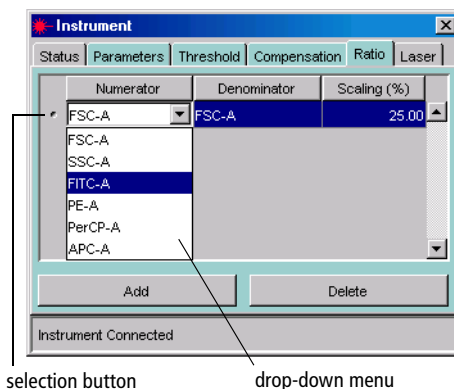 Instrument
Status Parameters Threshold Compensation Ratio Laser
Numerator Denominator Scaling (%)
FSC-A FSC-A 25.00
FSC-A
SSC-A
FITC-A
PE-A
PerCP-A
APC-A
Add Delete
Instrument Connected
selection button drop-down menu